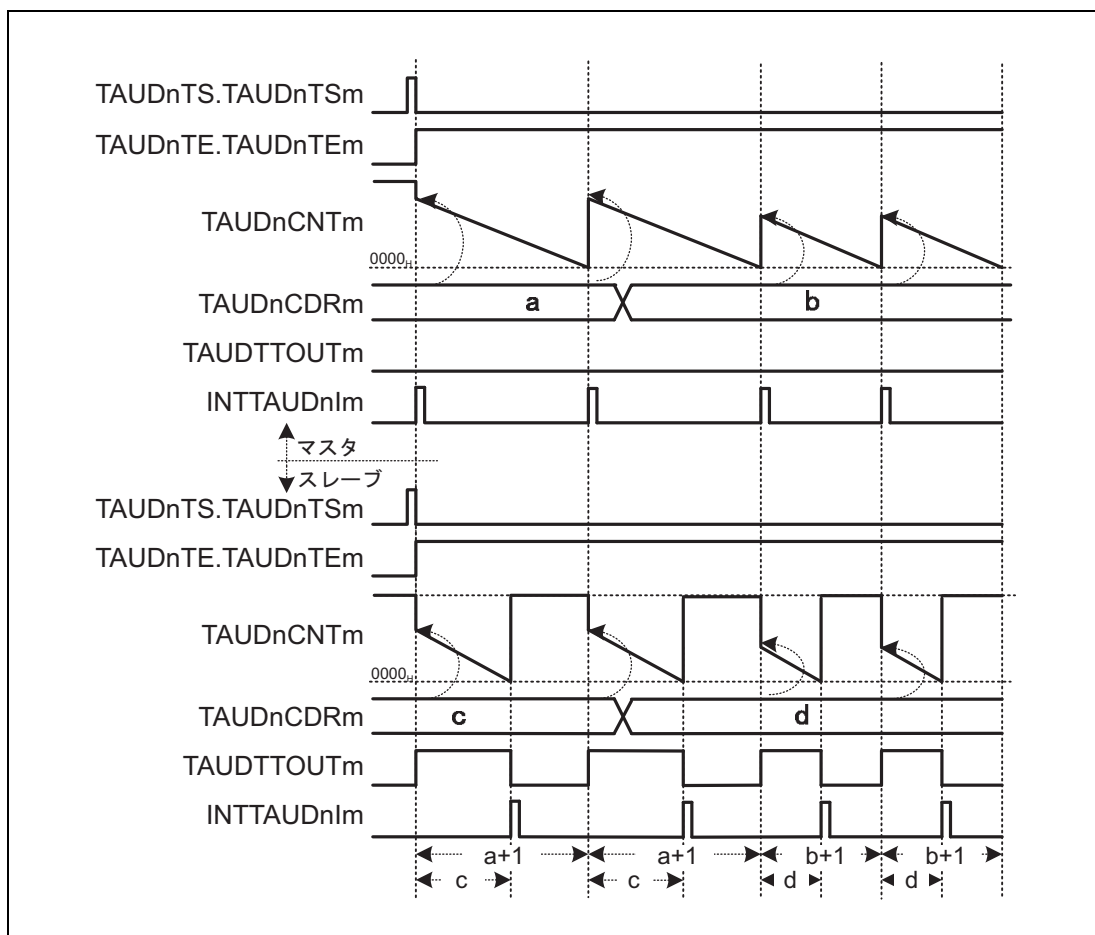 TAUDnTS.TAUDnTSm
TAUDnTE.TAUDnTEm
TAUDnCNTm
0000H
TAUDnCDRm
a
b
TAUDTTOUTm
INTTAUDnIm
マスタ
スレーブ
TAUDnTS.TAUDnTSm
TAUDnTE.TAUDnTEm
TAUDnCNTm
0000H
TAUDnCDRm
c
d
TAUDTTOUTm
INTTAUDnIm
a+1 a+1 b+1 b+1
c c d d